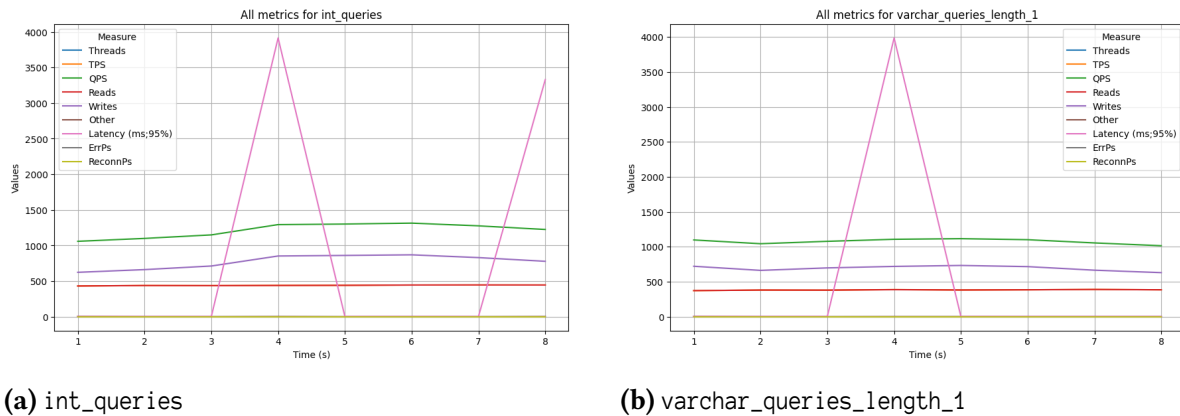 All metrics for int_queries
Values
4000
3500
3000
2500
2000
1500
1000
500
0
Measure
Threads
TPS
QPS
Reads
Writes
Other
Latency (ms;95%)
ErrPs
ReconnPs
1 2 3 4 5 6 7 8
Time (s)
(a) int_queries
All metrics for varchar_queries_length_1
Values
4000
3500
3000
2500
2000
1500
1000
500
0
Measure
Threads
TPS
QPS
Reads
Writes
Other
Latency (ms;95%)
ErrPs
ReconnPs
1 2 3 4 5 6 7 8
Time (s)
(b) varchar_queries_length_1